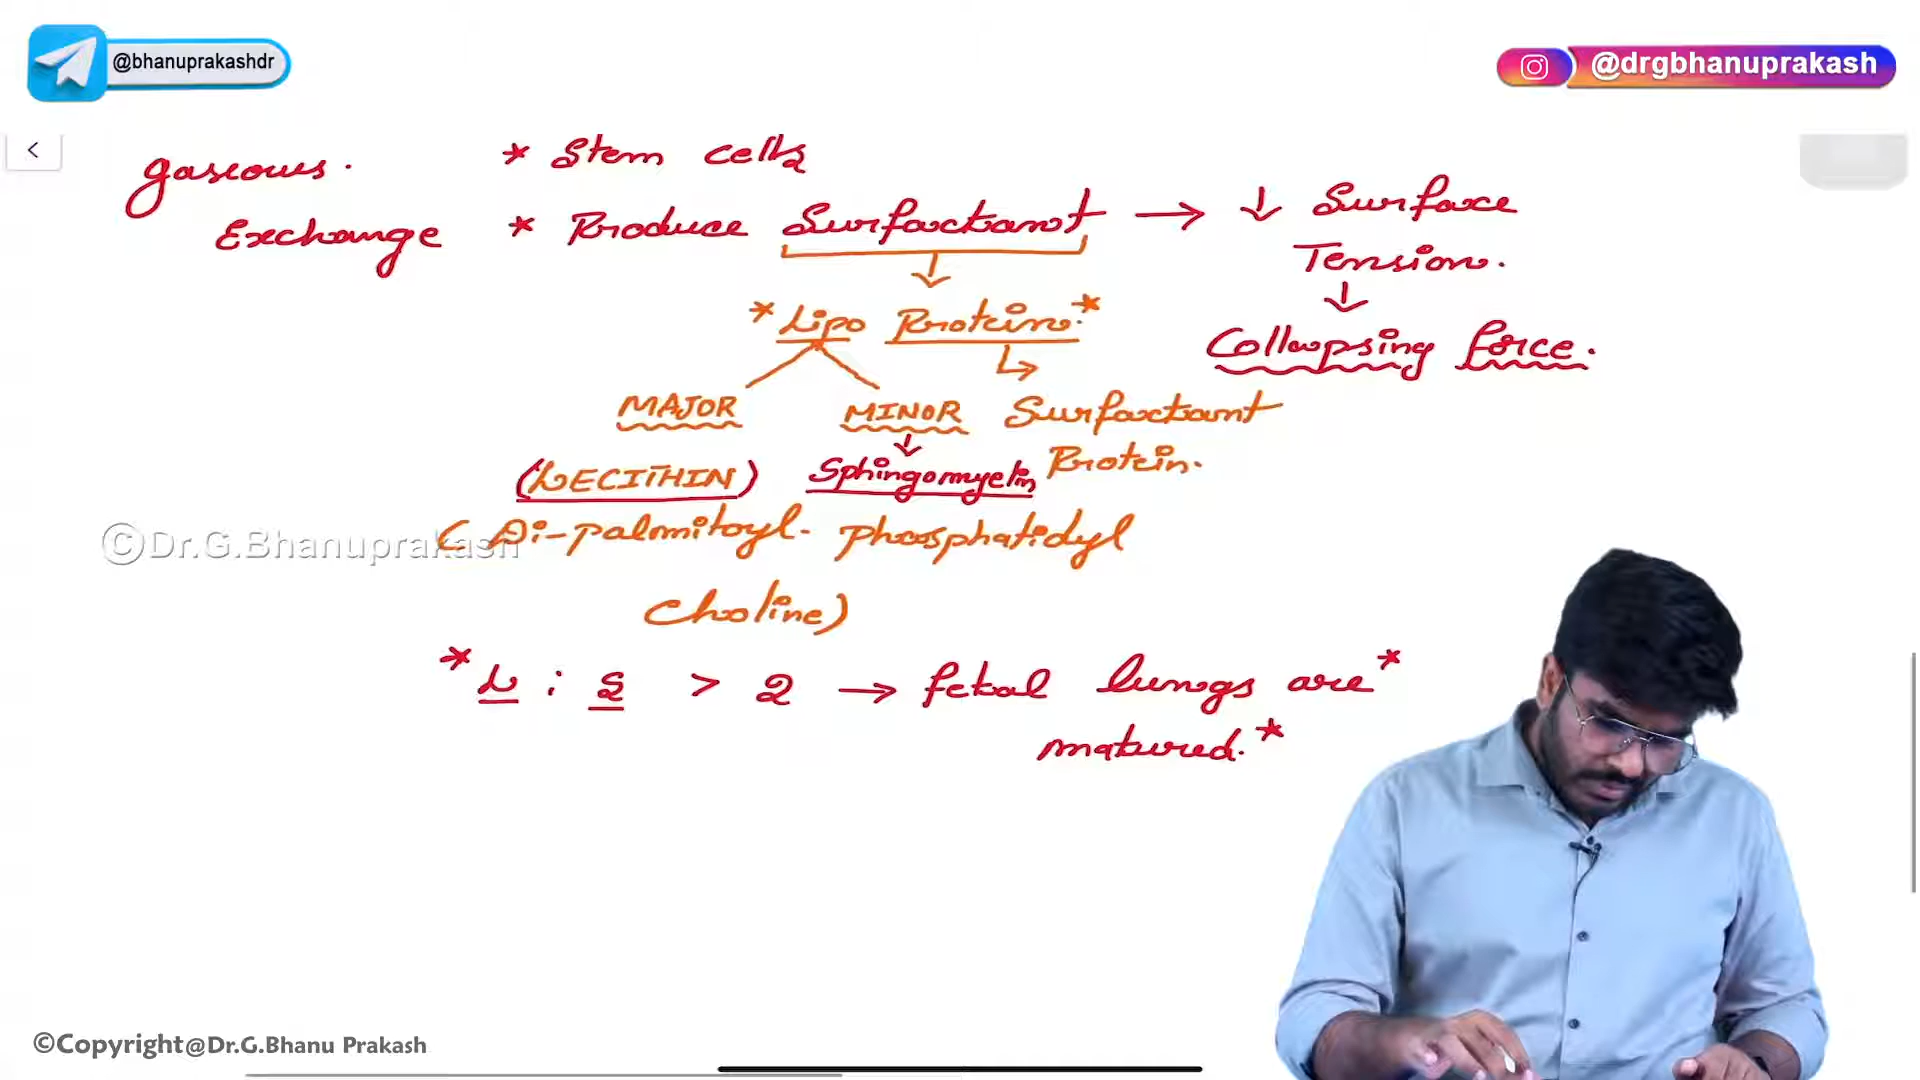 @bhanuprakashdr
@drgbhanuprakash
<
gaseous.
Exchange
* Stem cells
* Produce Surfactant → ↓ Surface
Tension.
↓
Collapsing force.
↓
*Lipo Protein.*
MAJOR
MINOR
Surfactant
Protein.
(LECITHIN)
↓
Sphingomyelin
(Di-palmitoyl- phosphatidyl
choline)
©Dr.G.Bhanuprakash
* L : S > 2 → fetal lungs are *
matured. *
©Copyright@Dr.G.Bhanu Prakash